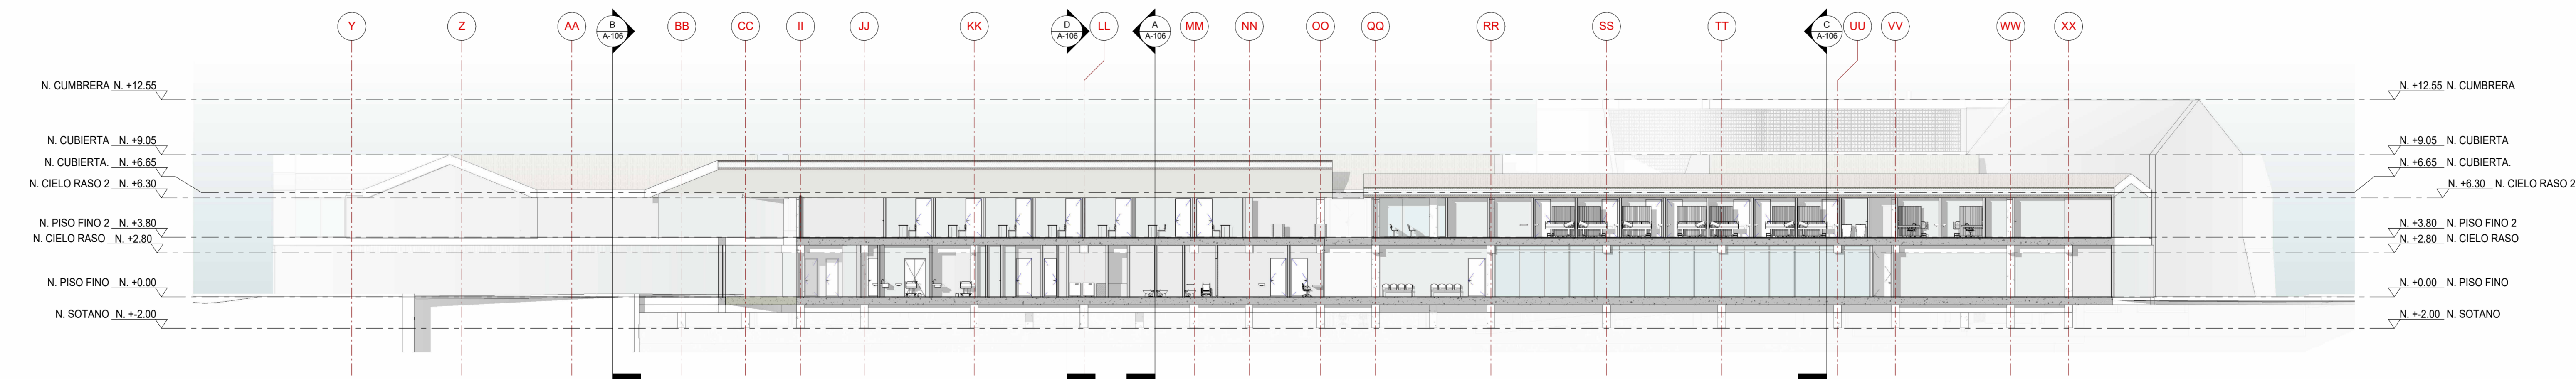 Y Z AA B BB CC II JJ KK D LL A MM NN OO QQ RR SS TT C UU VV WW XX
A-106 A-106 A-106 A-106
N. CUMBRERA N. +12.55
N. +12.55 N. CUMBRERA
N. CUBIERTA N. +9.05
N. +9.05 N. CUBIERTA
N. CUBIERTA. N. +6.65
N. +6.65 N. CUBIERTA.
N. CIELO RASO 2 N. +6.30
N. +6.30 N. CIELO RASO 2
N. PISO FINO 2 N. +3.80
N. +3.80 N. PISO FINO 2
N. CIELO RASO N. +2.80
N. +2.80 N. CIELO RASO
N. PISO FINO N. +0.00
N. +0.00 N. PISO FINO
N. SOTANO N. +-2.00
N. +-2.00 N. SOTANO